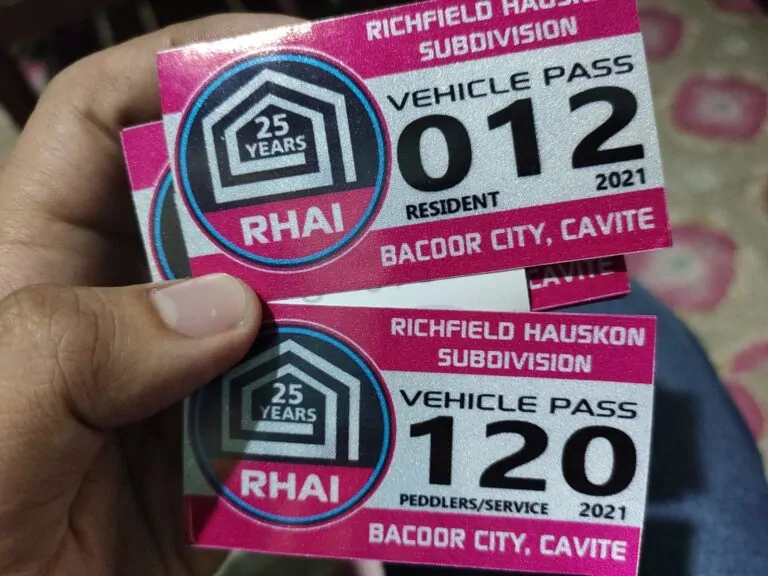 RICHFIELD HAUSKON
SUBDIVISION
25
YEARS
RHAI
VEHICLE PASS
012
RESIDENT
2021
BACOOR CITY, CAVITE
CAVITE
RICHFIELD HAUSKON
SUBDIVISION
25
YEARS
RHAI
VEHICLE PASS
120
PEDDLERS/SERVICE
2021
BACOOR CITY, CAVITE